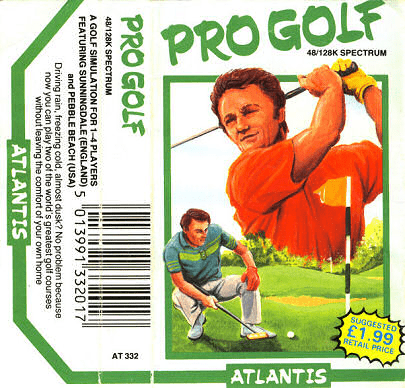 PRO GOLF
48/128K SPECTRUM
SUGGESTED
£1.99
RETAIL PRICE
ATLANTIS
PRO GOLF
48/128K SPECTRUM
A GOLF SIMULATION FOR 1-4 PLAYERS
FEATURING SUNNINGDALE (ENGLAND)
and PEBBLE BEACH (USA)
Driving rain, freezing cold, almost dusk? No problem because
now you can play two of the world's greatest golf courses
without leaving the comfort of your own home
5 013991 332017
AT 332
ATLANTIS